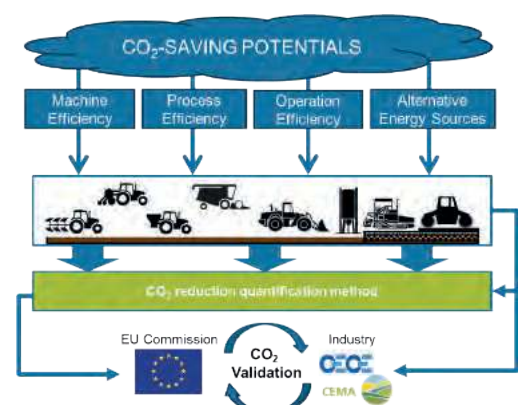 CO₂-SAVING POTENTIALS
Machine
Efficiency
Process
Efficiency
Operation
Efficiency
Alternative
Energy Sources
CO₂ reduction quantification method
EU Commission
Industry
CO₂
Validation
CEMA